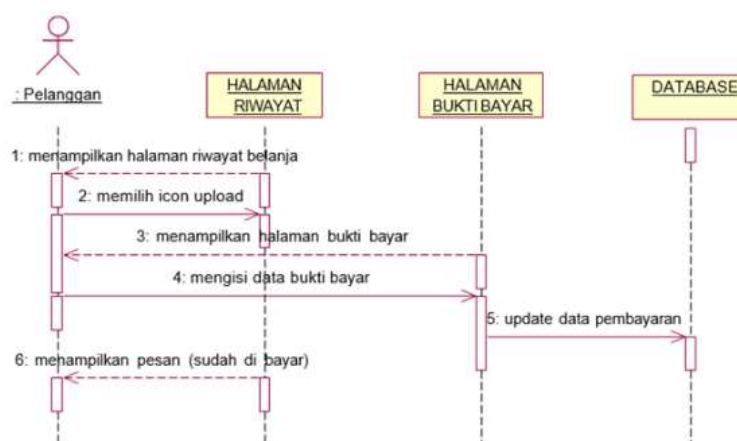 : Pelanggan
HALAMAN
RIWAYAT
HALAMAN
BUKTI BAYAR
DATABASE
1: menampilkan halaman riwayat belanja
2: memilih icon upload
3: menampilkan halaman bukti bayar
4: mengisi data bukti bayar
5: update data pembayaran
6: menampilkan pesan (sudah di bayar)